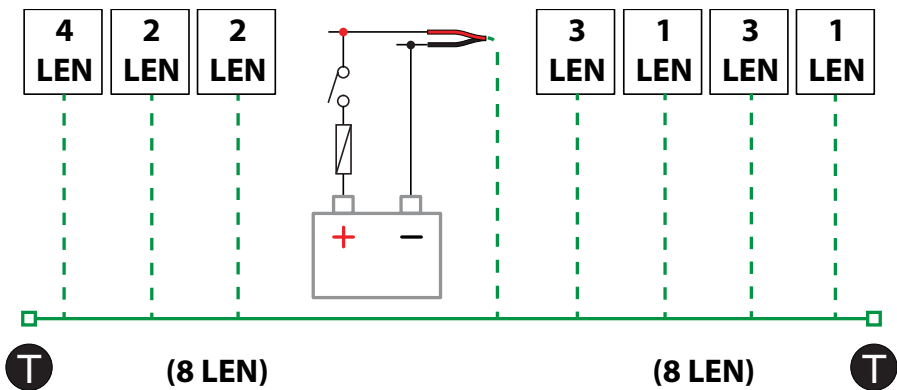 4 2 2 3 1 3 1
LEN LEN LEN LEN LEN LEN LEN
+ −
T (8 LEN) (8 LEN) T